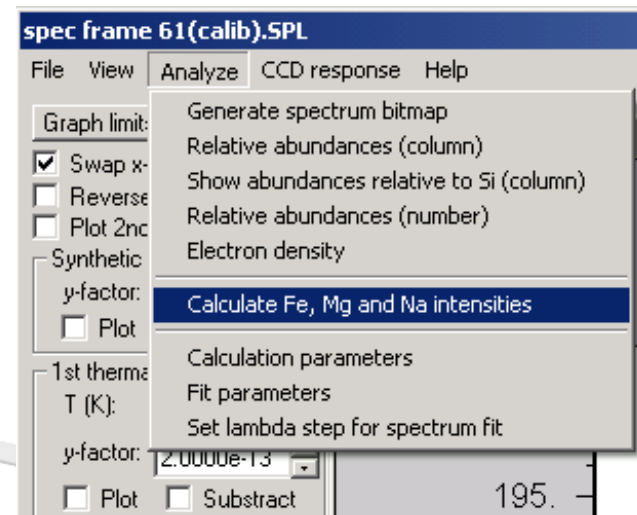 spec frame 61(calib).SPL
File View Analyze CCD response Help
Graph limit
Generate spectrum bitmap
Swap x-
Relative abundances (column)
Reverse
Show abundances relative to Si (column)
Plot 2nd
Relative abundances (number)
Synthetic
Electron density
y-factor:
Calculate Fe, Mg and Na intensities
Plot
Calculation parameters
1st therma
Fit parameters
T (K):
Set lambda step for spectrum fit
y-factor: 2.0000e-13
Plot Substract
195.